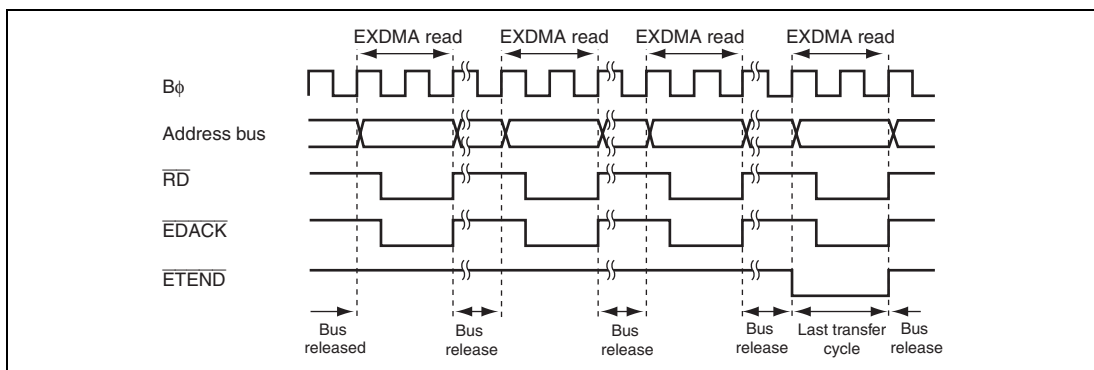 EXDMA read EXDMA read EXDMA read EXDMA read
Bϕ
Address bus
RD
EDACK
ETEND
Bus released
Bus release
Bus release
Bus release
Last transfer cycle
Bus release